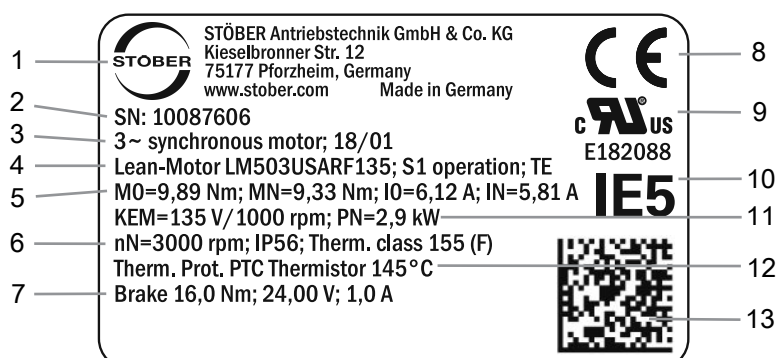 STÖBER
STÖBER Antriebstechnik GmbH & Co. KG
Kieselbronner Str. 12
75177 Pforzheim, Germany
www.stober.com Made in Germany
SN: 10087606
3~ synchronous motor; 18/01
Lean-Motor LM503USARF135; S1 operation; TE
M0=9,89 Nm; MN=9,33 Nm; I0=6,12 A; IN=5,81 A
KEM=135 V/1000 rpm; PN=2,9 kW
nN=3000 rpm; IP56; Therm. class 155 (F)
Therm. Prot. PTC Thermistor 145°C
Brake 16,0 Nm; 24,00 V; 1,0 A
CE
c RU ® US
E182088
IE5
1
2
3
4
5
6
7
8
9
10
11
12
13